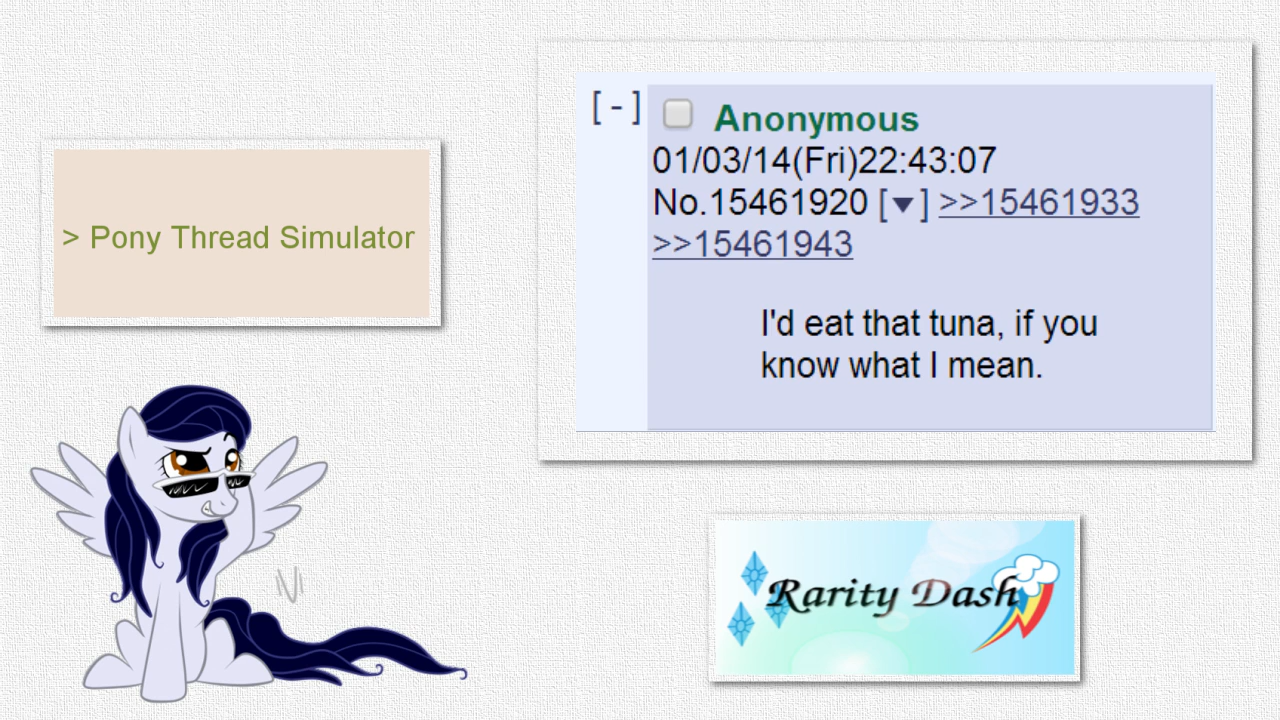 > Pony Thread Simulator
[ - ] Anonymous
01/03/14(Fri)22:43:07
No.15461920 [▼] >>15461933
>>15461943
I'd eat that tuna, if you
know what I mean.
Rarity Dash